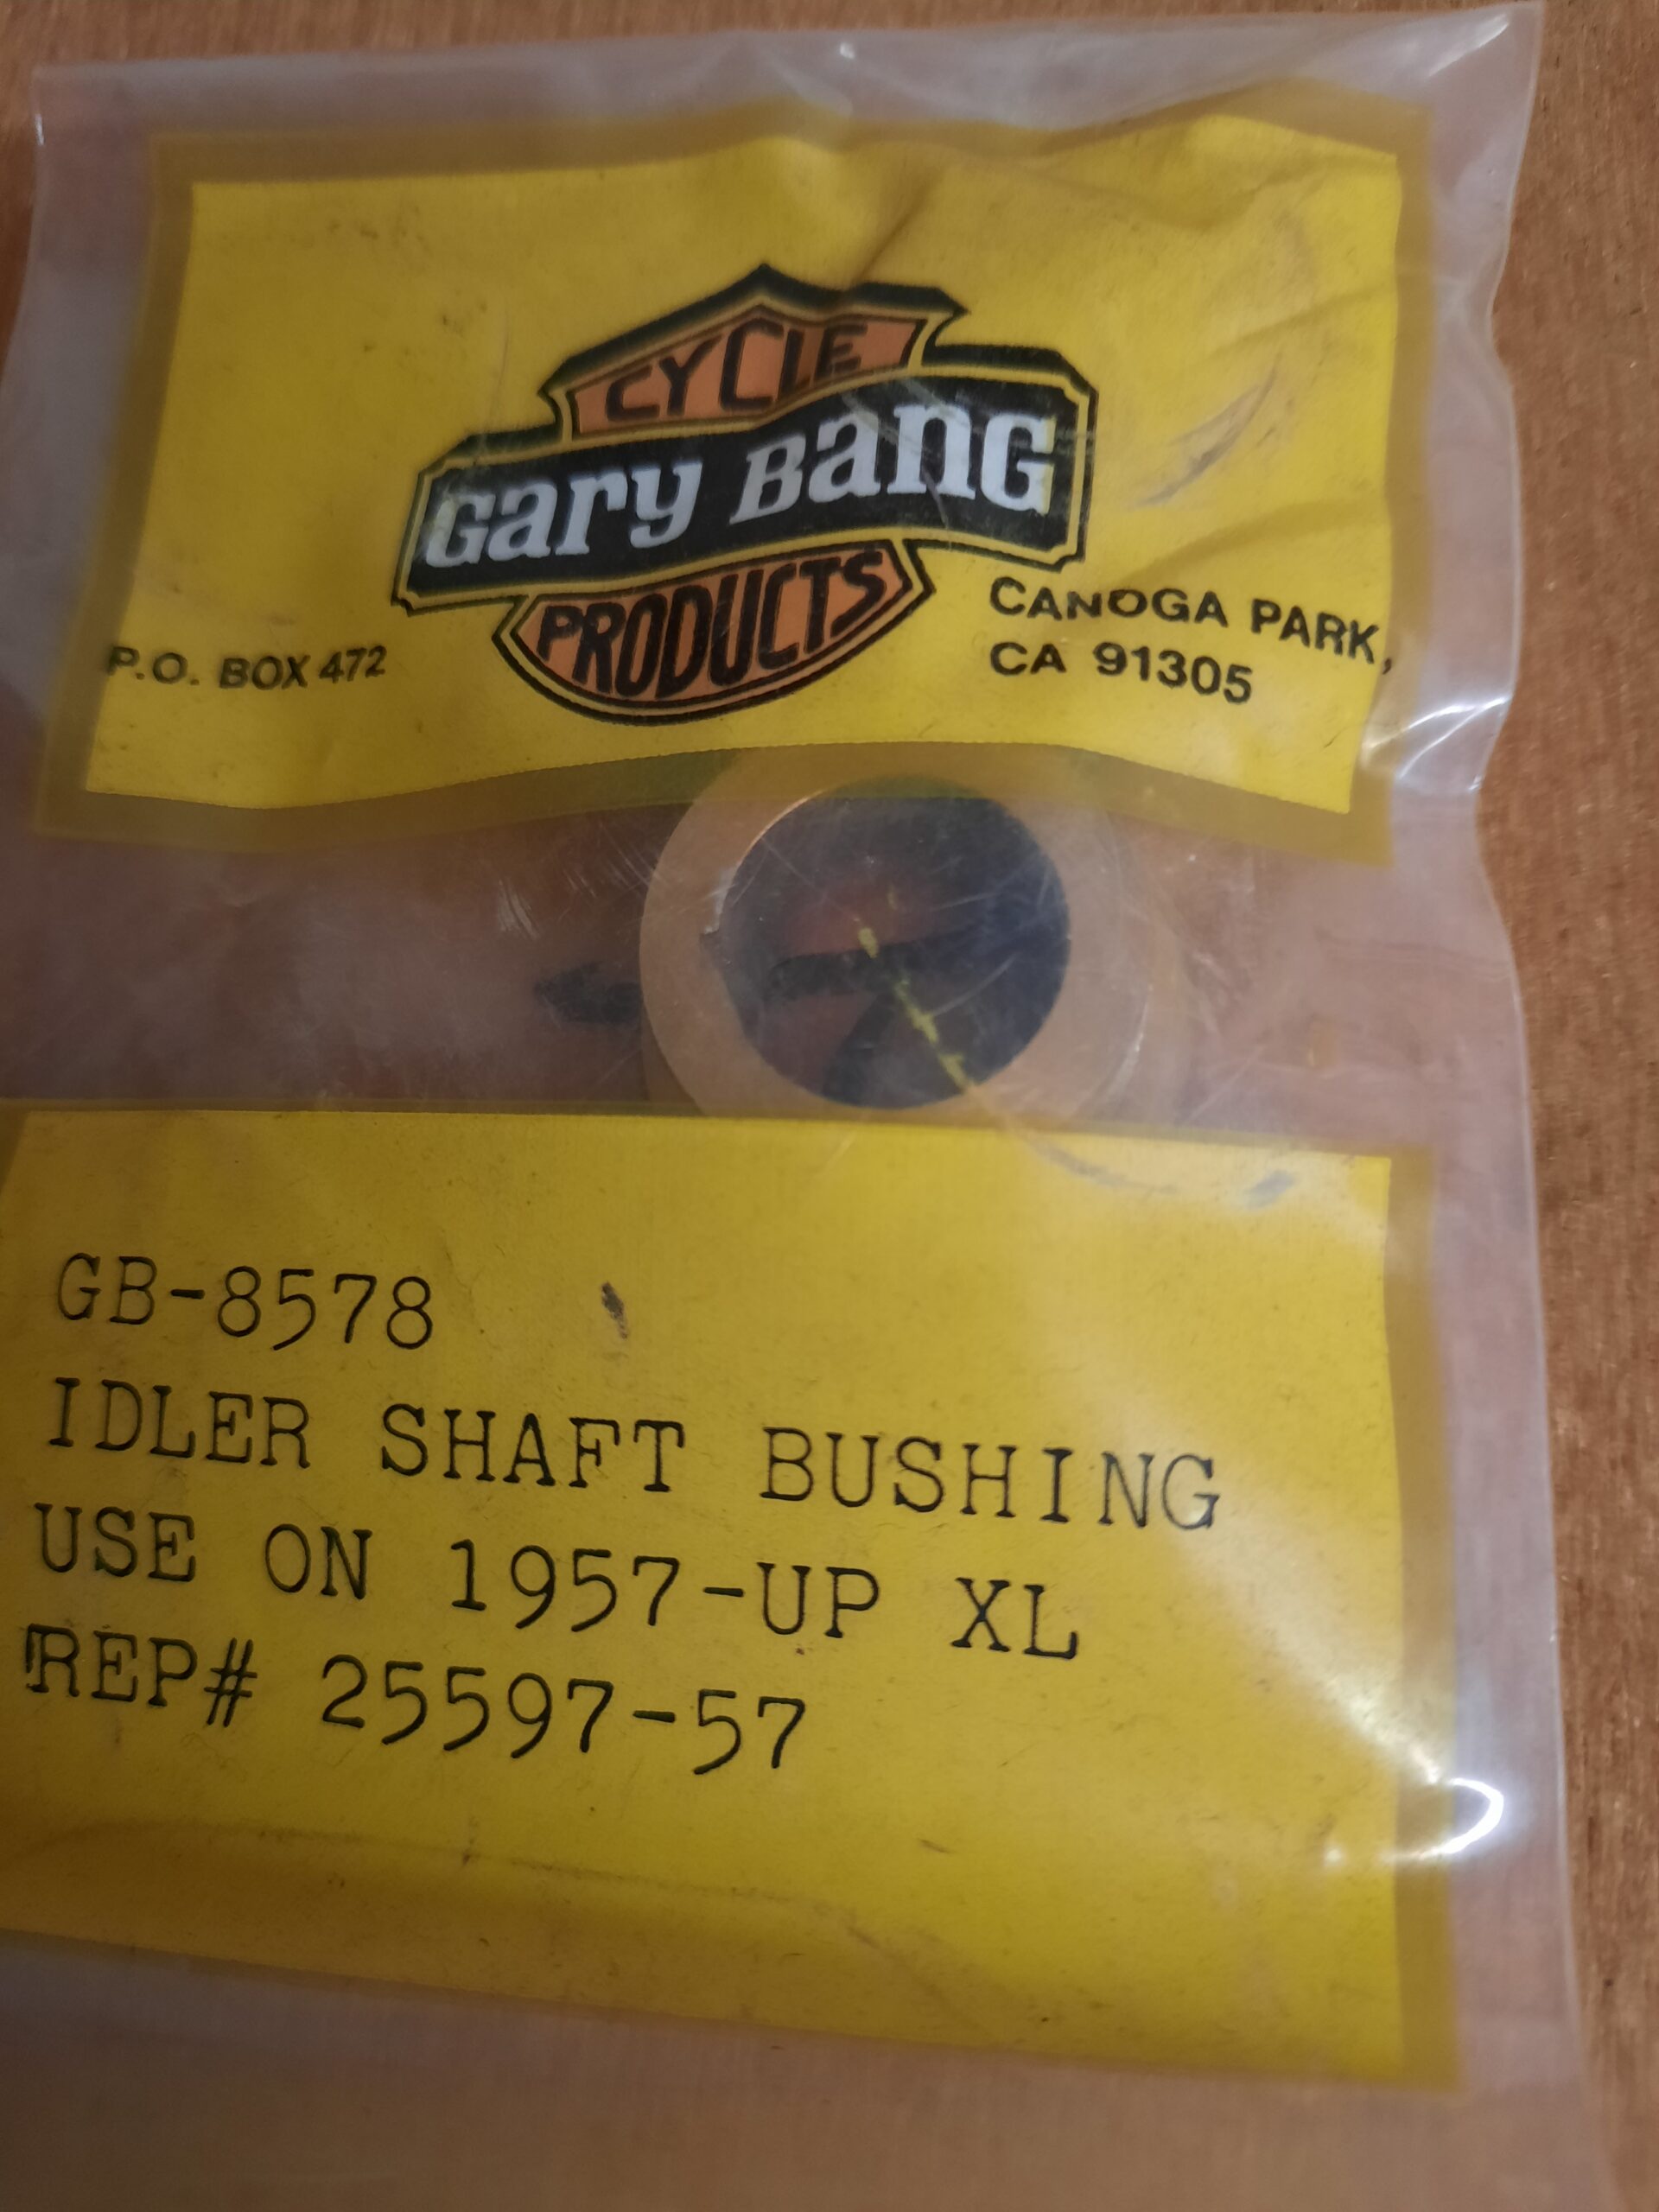 CYCLE
Gary Bang
PRODUCTS
P.O. BOX 472
CANOGA PARK,
CA 91305
GB-8578
IDLER SHAFT BUSHING
USE ON 1957-UP XL
REP# 25597-57